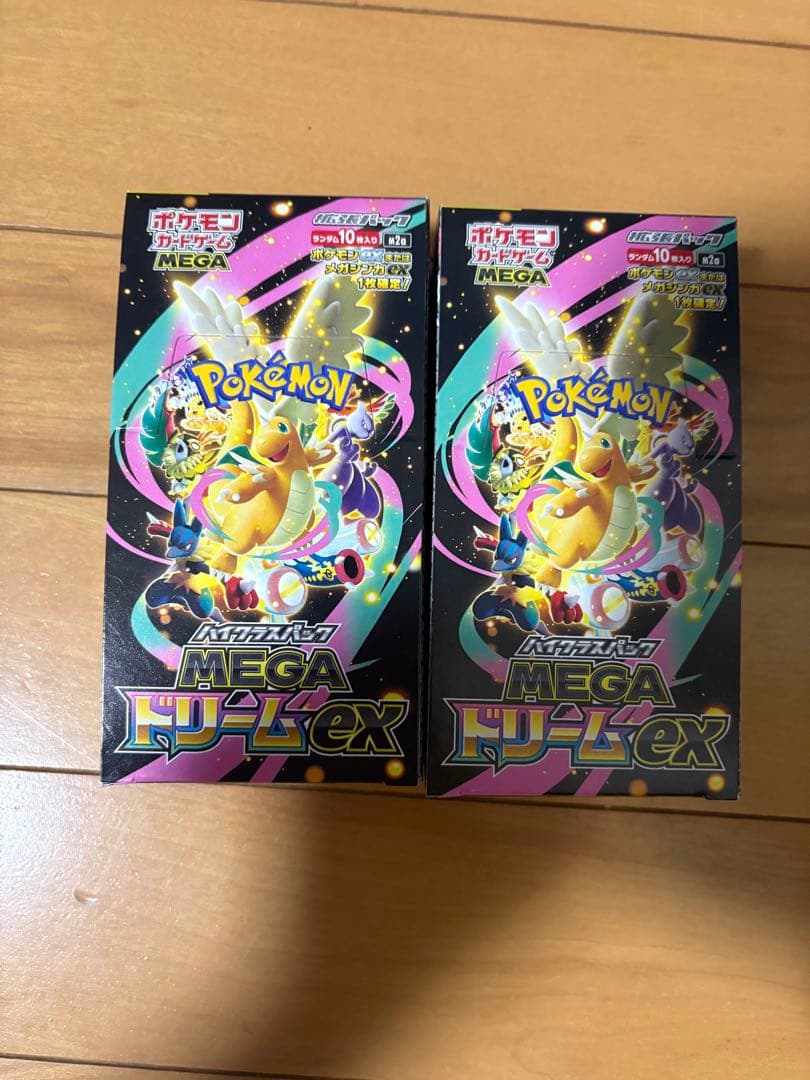 ポケモン
カードゲーム
MEGA
拡張パック
ランダム10枚入り
M2a
ポケモンexまたは
メガシンカex
1枚確定!
POKéMON
ハイクラスパック
MEGA
ドリームex
ポケモン
カードゲーム
MEGA
拡張パック
ランダム10枚入り
M2a
ポケモンexまたは
メガシンカex
1枚確定!
POKéMON
ハイクラスパック
MEGA
ドリームex